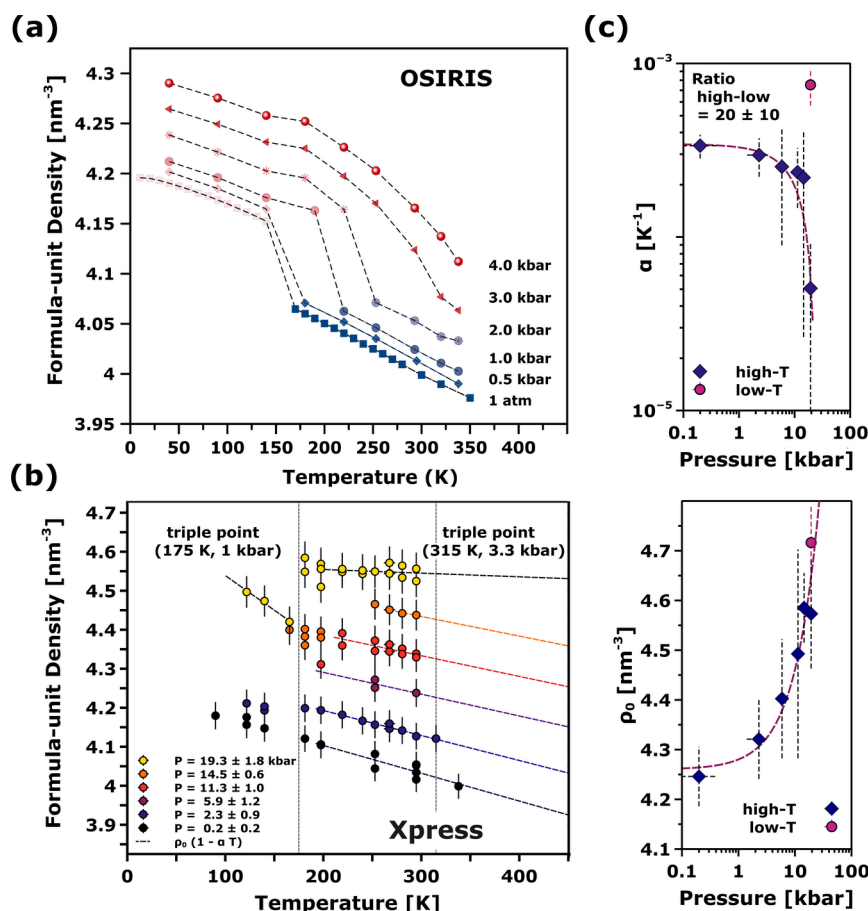 (a)
OSIRIS
4.3
4.25
4.2
4.15
4.1
4.05
4
3.95
Formula-unit Density [nm⁻³]
4.0 kbar
3.0 kbar
2.0 kbar
1.0 kbar
0.5 kbar
1 atm
0 50 100 150 200 250 300 350 400
Temperature (K)
(b)
4.7
4.6
4.5
4.4
4.3
4.2
4.1
4
3.9
Formula-unit Density [nm⁻³]
triple point
(175 K, 1 kbar)
triple point
(315 K, 3.3 kbar)
P = 19.3 ± 1.8 kbar
P = 14.5 ± 0.6
P = 11.3 ± 1.0
P = 5.9 ± 1.2
P = 2.3 ± 0.9
P = 0.2 ± 0.2
ρ₀ (1 - α T)
Xpress
0 100 200 300 400
Temperature [K]
(c)
10⁻³
10⁻⁵
α [K⁻¹]
Ratio
high-low
= 20 ± 10
high-T
low-T
0.1 1 10 100
Pressure [kbar]
4.7
4.6
4.5
4.4
4.3
4.2
4.1
ρ₀ [nm⁻³]
high-T
low-T
0.1 1 10 100
Pressure [kbar]